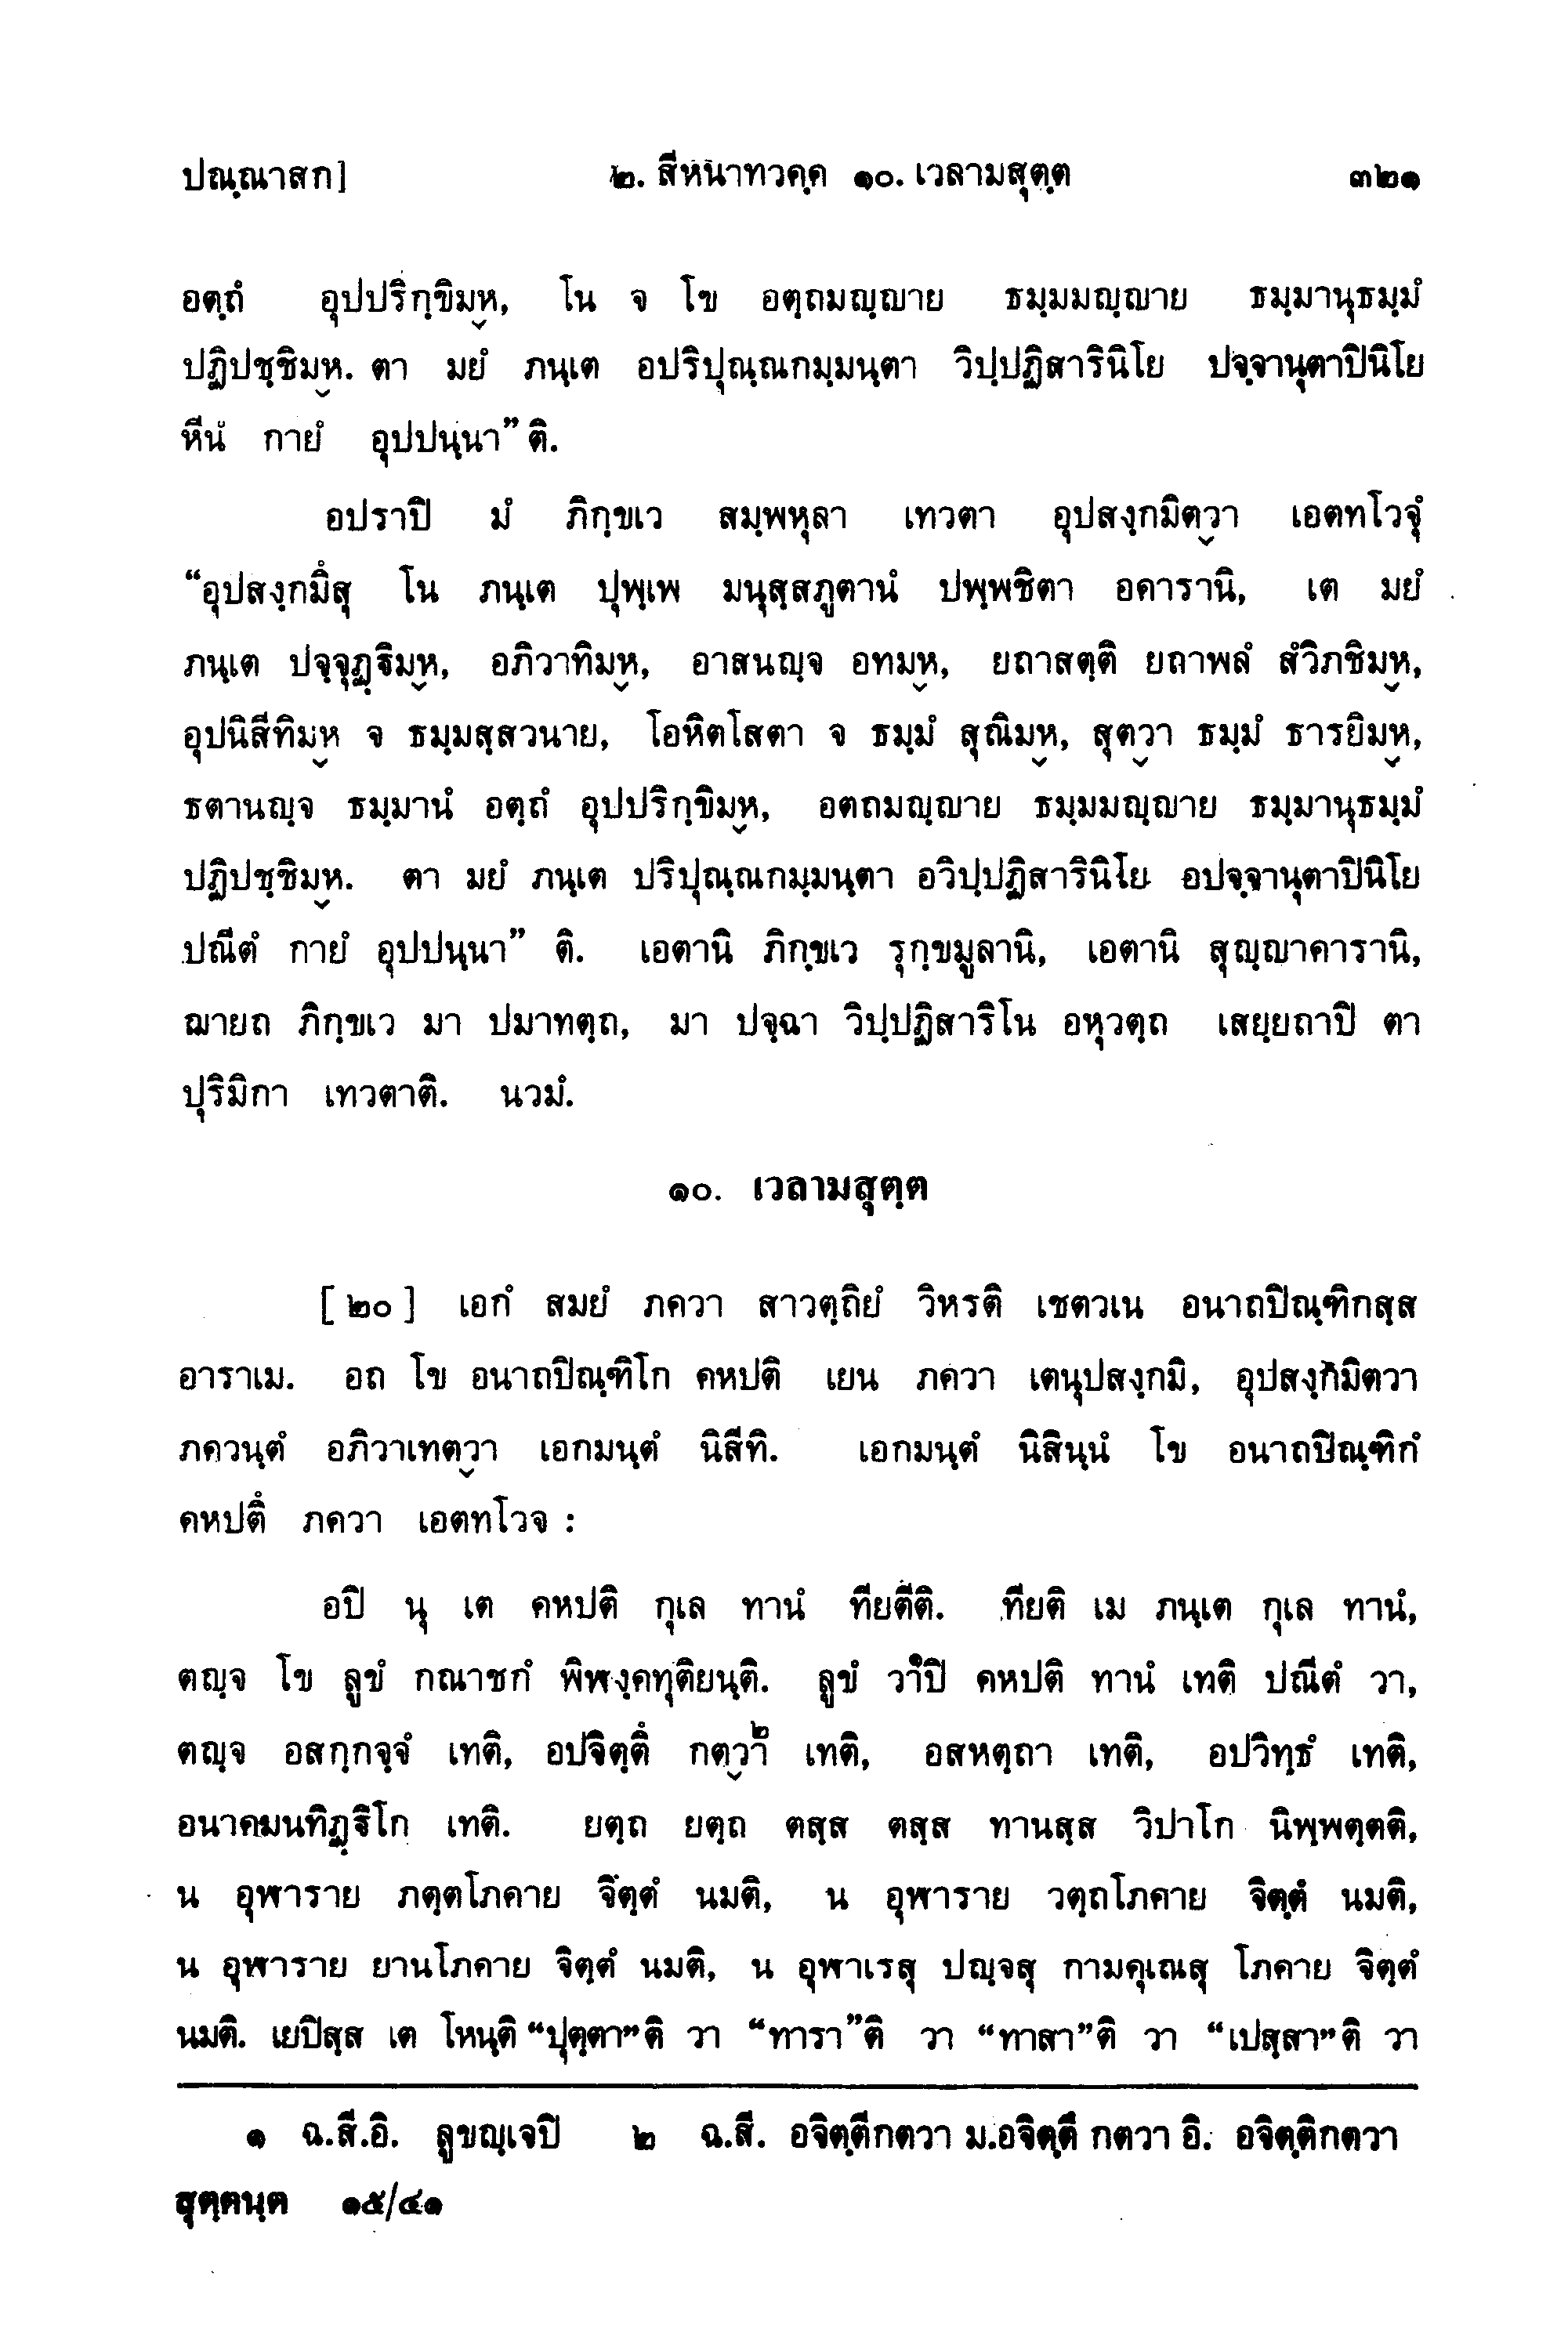 ปณฺณาสก]	๒. สีหนาทวคฺค ๑๐. เวลามสุตฺต	๓๒๑
อตฺถํ อุปปริกฺขิมฺห, โน จ โข อตฺถมญฺญาย ธมฺมมญฺญาย ธมฺมานุธมฺมํ
ปฏิปชฺชิมฺห. ตา มยํ ภนฺเต อปริปุณฺณกมฺมนฺตา วิปฺปฏิสารินิโย ปจฺจานุตาปินิโย
หีนํ กายํ อุปปนฺนา” ติ.
อปราปิ มํ ภิกฺขเว สมฺพหุลา เทวตา อุปสงฺกมิตฺวา เอตทโวจุํ
“อุปสงฺกมึสุ โน ภนฺเต ปุพฺเพ มนุสฺสภูตานํ ปพฺพชิตา อคารานิ, เต มยํ
ภนฺเต ปจฺจุฏฺฐิมฺห, อภิวาทิมฺห, อาสนญฺจ อทมฺห, ยถาสตฺติ ยถาพลํ สํวิภชิมฺห,
อุปนิสีทิมฺห จ ธมฺมสฺสวนาย, โอหิตโสตา จ ธมฺมํ สุณิมฺห, สุตฺวา ธมฺมํ ธารยิมฺห,
ธตานญฺจ ธมฺมานํ อตฺถํ อุปปริกฺขิมฺห, อตถมญฺญาย ธมฺมมญฺญาย ธมฺมานุธมฺมํ
ปฏิปชฺชิมฺห. ตา มยํ ภนฺเต ปริปุณฺณกมฺมนฺตา อวิปฺปฏิสารินิโย อปจฺจานุตาปินิโย
ปณีตํ กายํ อุปปนฺนา” ติ. เอตานิ ภิกฺขเว รุกฺขมูลานิ, เอตานิ สุญฺญาคารานิ,
ฌายถ ภิกฺขเว มา ปมาทตฺถ, มา ปจฺฉา วิปฺปฏิสาริโน อหุวตฺถ เสยฺยถาปิ ตา
ปุริมิกา เทวตาติ. นวมํ.
๑๐. เวลามสุตฺต
[๒๐] เอกํ สมยํ ภควา สาวตฺถิยํ วิหรติ เชตวเน อนาถปิณฺฑิกสฺส
อาราเม. อถ โข อนาถปิณฺฑิโก คหปติ เยน ภควา เตนุปสงฺกมิ, อุปสงฺกมิตวา
ภควนฺตํ อภิวาเทตฺวา เอกมนฺตํ นิสีทิ. เอกมนฺตํ นิสินฺนํ โข อนาถปิณฺฑิกํ
คหปตึ ภควา เอตทโวจ :
อปิ นุ เต คหปติ กุเล ทานํ ทียตีติ. ทียติ เม ภนฺเต กุเล ทานํ,
ตญฺจ โข ลูขํ กณาชกํ พิฬงฺคทุติยนฺติ. ลูขํ วา๑ปิ คหปติ ทานํ เทติ ปณีตํ วา,
ตญฺจ อสกฺกจฺจํ เทติ, อปจิตฺตึ กตฺวา๒ เทติ, อสหตฺถา เทติ, อปวิทฺธํ เทติ,
อนาคมนทิฏฺฐิโก เทติ. ยตฺถ ยตฺถ ตสฺส ตสฺส ทานสฺส วิปาโก นิพฺพตฺตติ,
น อุฬาราย ภตฺตโภคาย จิตฺตํ นมติ, น อุฬาราย วตฺถโภคาย จิตฺตํ นมติ,
น อุฬาราย ยานโภคาย จิตฺตํ นมติ, น อุฬาเรสุ ปญฺจสุ กามคุเณสุ โภคาย จิตฺตํ
นมติ. เยปิสฺส เต โหนฺติ “ปุตฺตา” ติ วา “ทารา” ติ วา “ทาสา” ติ วา “เปสฺสา” ติ วา
๑ ฉ.สี.อิ. ลูขญฺเจปิ ๒ ฉ.สี. อจิตฺตีกตวา ม.อจิตฺตึ กตวา อิ. อจิตฺติกตวา
สุตฺตนฺต ๑๕/๔๑